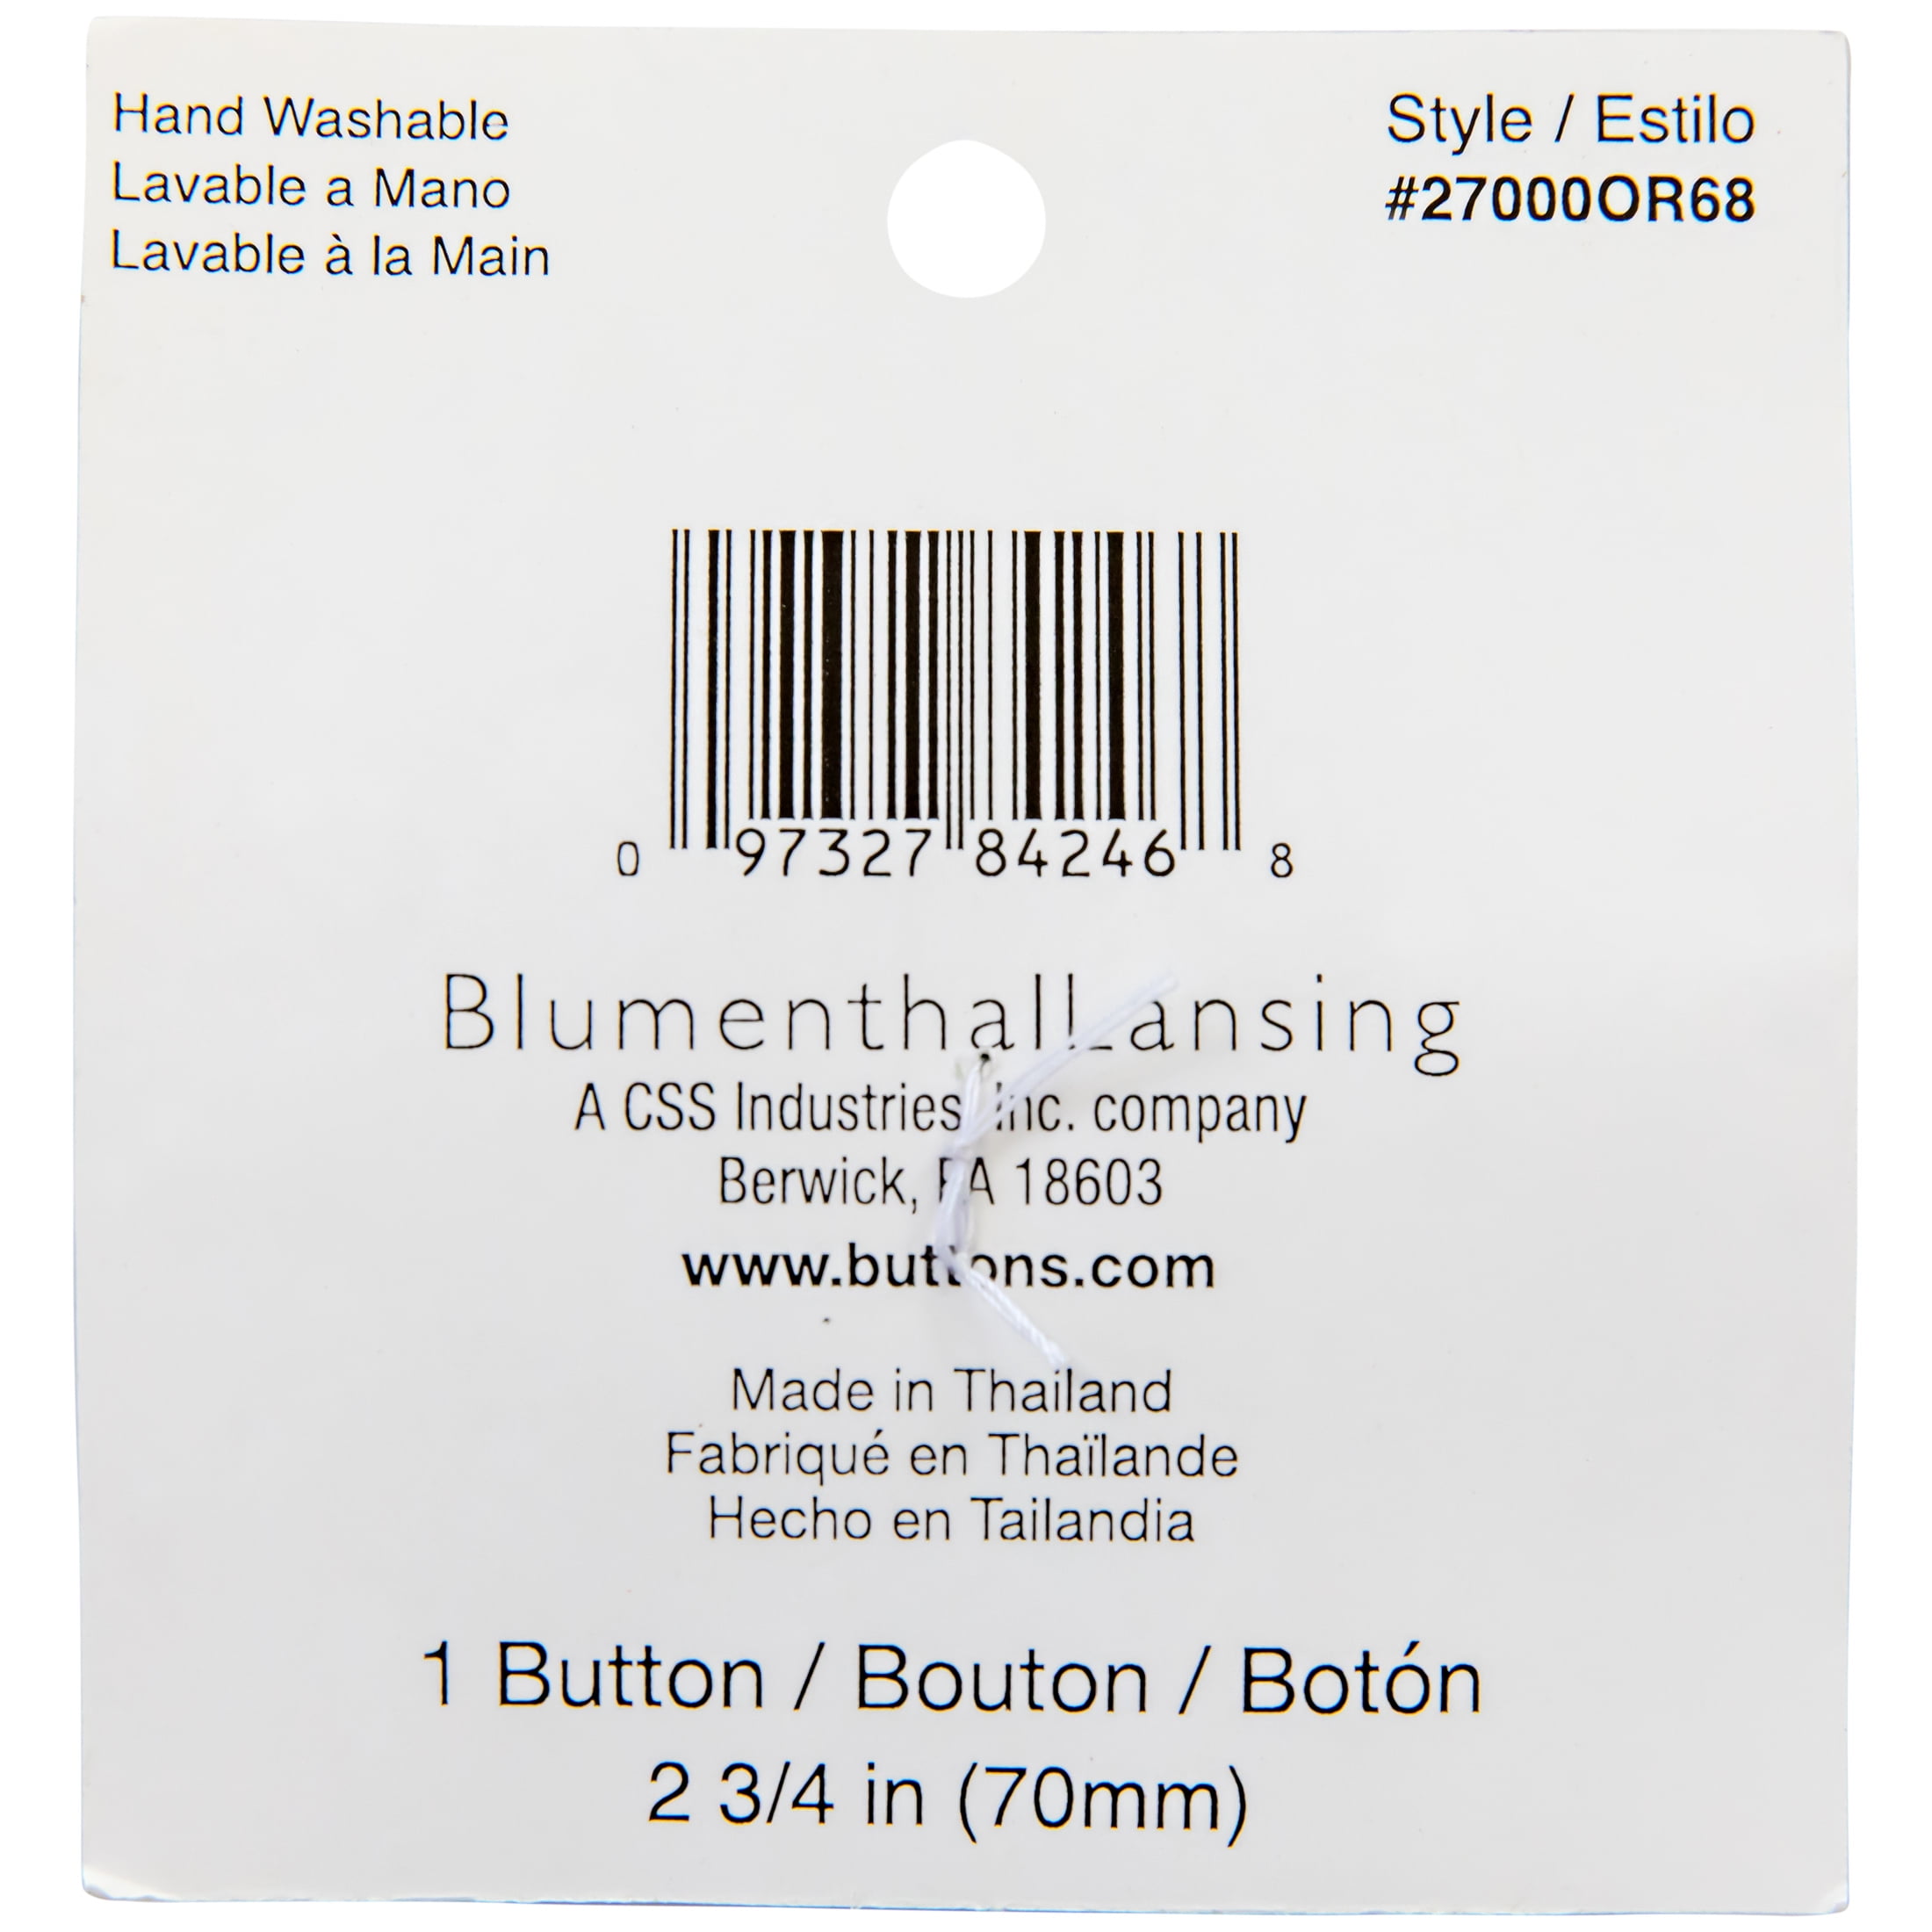 Hand Washable
Lavable a Mano
Lavable à la Main
Style / Estilo
#27000OR68
0 97327 84246 8
BlumenthalLansing
A CSS Industries Inc. company
Berwick, PA 18603
www.buttons.com
Made in Thailand
Fabriqué en Thaïlande
Hecho en Tailandia
1 Button / Bouton / Botón
2 3/4 in (70mm)